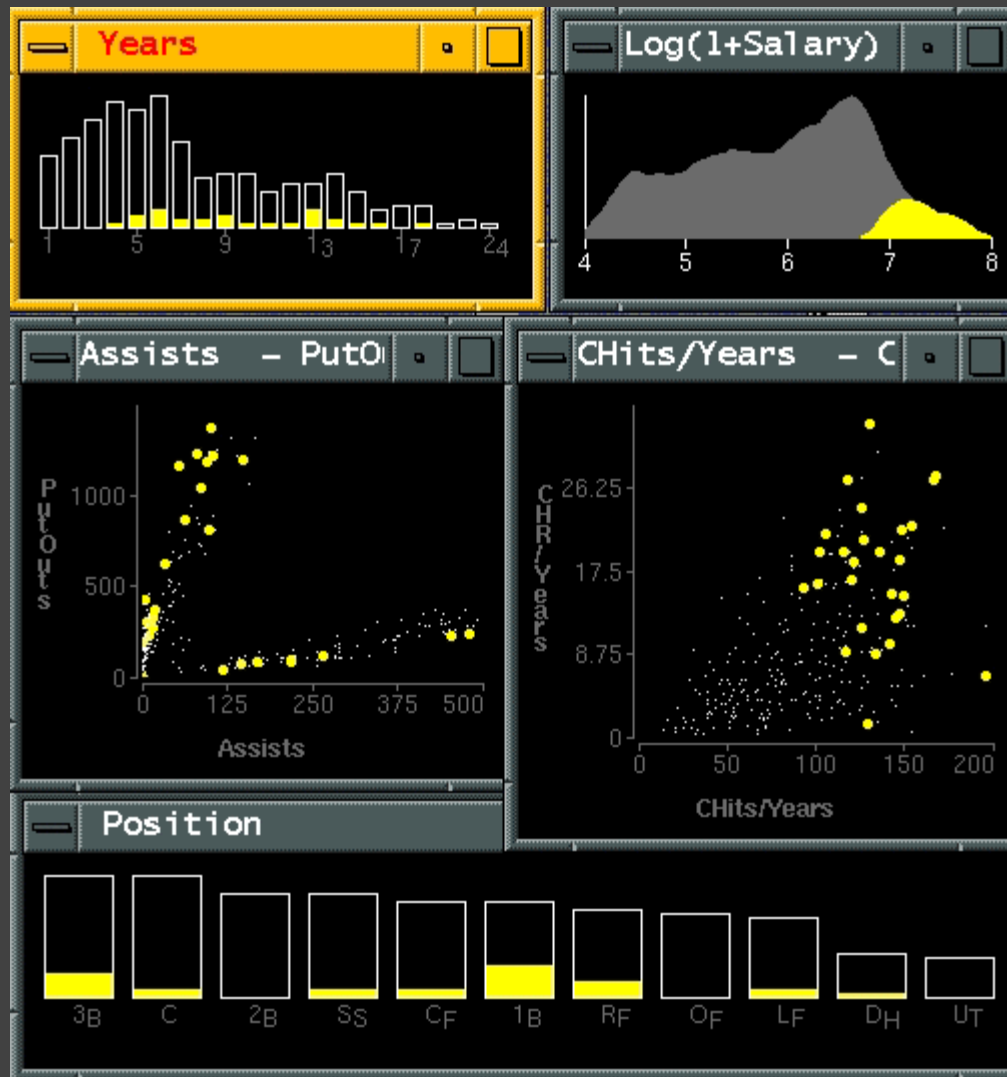 Years
1 5 9 13 17 24
Log(1+Salary)
4 5 6 7 8
Assists - PutO
PutOuts
1000
500
0
0 125 250 375 500
Assists
CHits/Years - C
CHR/Years
26.25
17.5
8.75
0
0 50 100 150 200
CHits/Years
Position
3B C 2B SS CF 1B RF OF LF DH UT